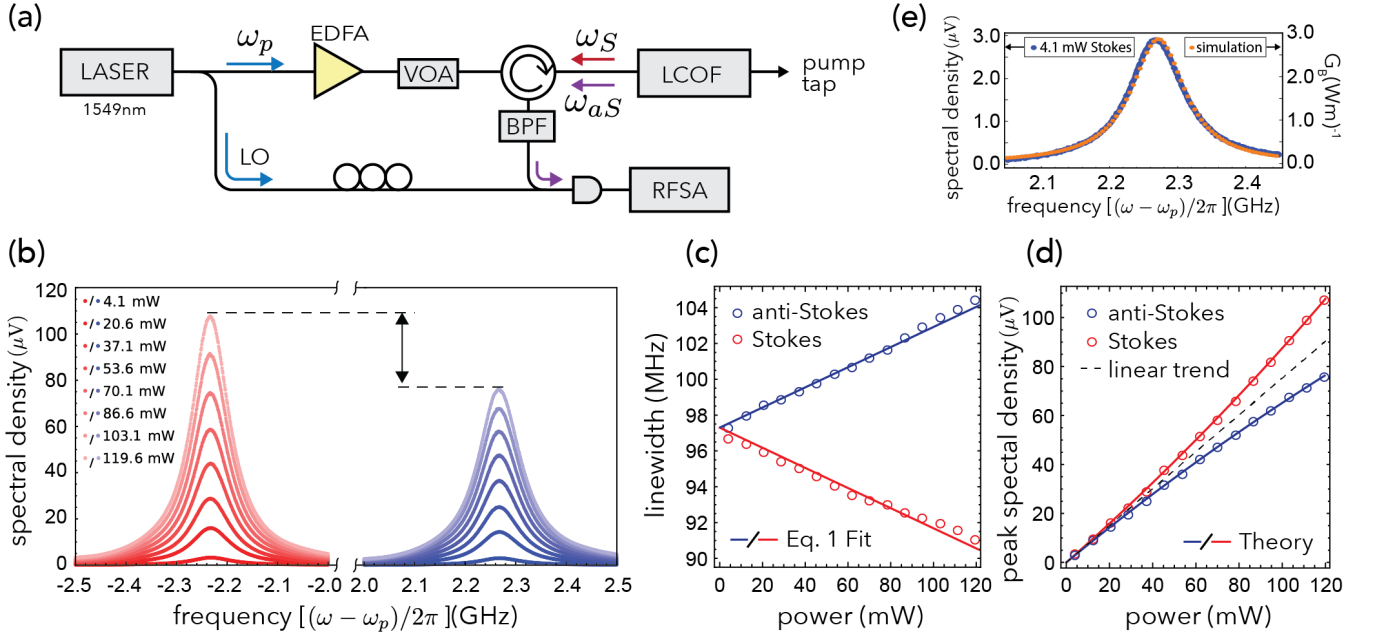 (a)
LASER
1549nm
ω_p
EDFA
VOA
ω_S
ω_aS
LCOF
pump
tap
BPF
LO
RFSA
(e)
spectral density (μV)
3.0
2.0
1.0
0.0
4.1 mW Stokes
simulation
3.0
2.0
1.0
0.0
G_B(Wm)^-1
2.1 2.2 2.3 2.4
frequency [(ω − ω_p)/2π](GHz)
(b)
spectral density (μV)
120
100
80
60
40
20
0
/ 4.1 mW
/ 20.6 mW
/ 37.1 mW
/ 53.6 mW
/ 70.1 mW
/ 86.6 mW
/ 103.1 mW
/ 119.6 mW
-2.5 -2.4 -2.3 -2.2 -2.1 -2.0 2.0 2.1 2.2 2.3 2.4 2.5
frequency [(ω − ω_p)/2π](GHz)
(c)
linewidth (MHz)
104
102
100
98
96
94
92
90
anti-Stokes
Stokes
Eq. 1 Fit
0 20 40 60 80 100 120
power (mW)
(d)
peak spectal density (μV)
100
80
60
40
20
0
anti-Stokes
Stokes
linear trend
Theory
0 20 40 60 80 100 120
power (mW)